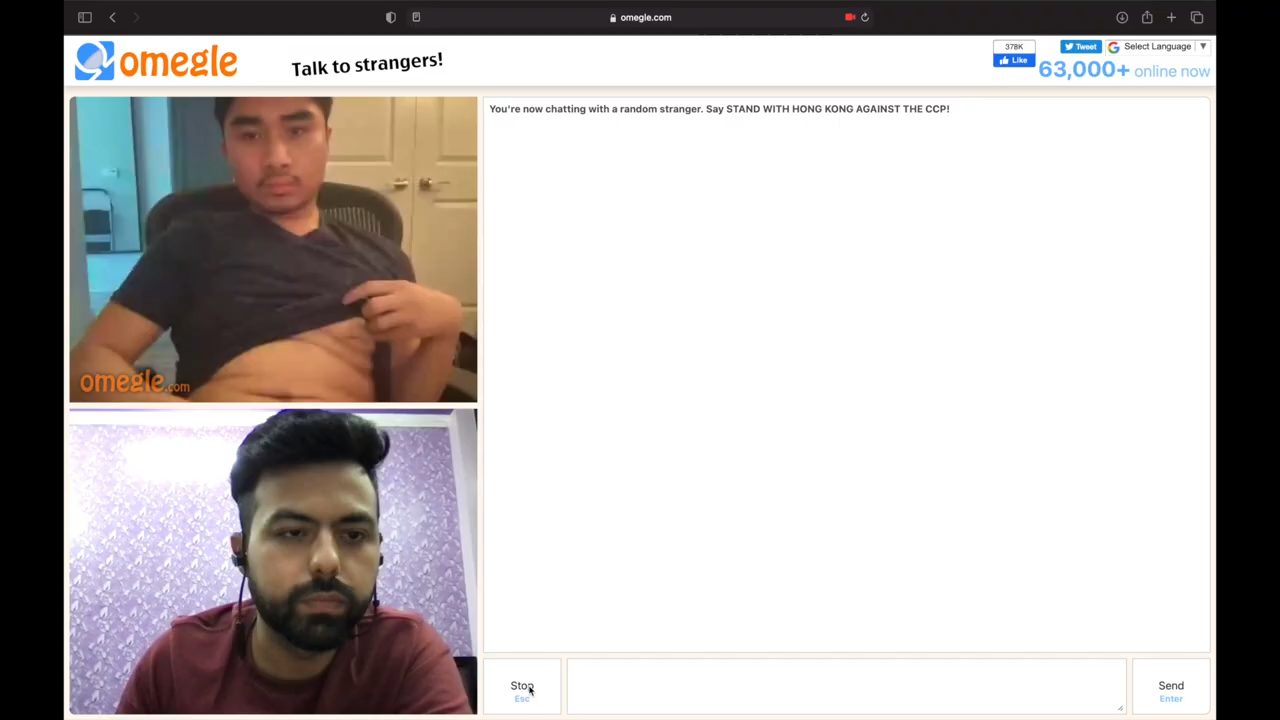 omegle.com
omegle
Talk to strangers!
378K
Like
Tweet
Select Language
63,000+ online now
You're now chatting with a random stranger. Say STAND WITH HONG KONG AGAINST THE CCP!
omegle.com
Stop
Esc
Send
Enter